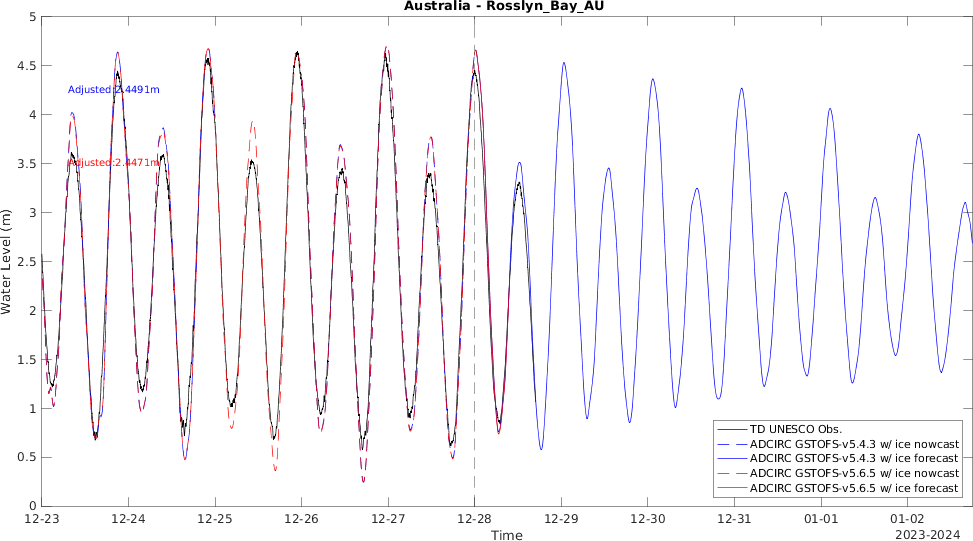 Australia - Rosslyn_Bay_AU
5
4.5
4
3.5
3
2.5
2
1.5
1
0.5
0
Water Level (m)
Adjusted:2.4491m
Adjusted:2.4471m
TD UNESCO Obs.
ADCIRC GSTOFS-v5.4.3 w/ ice nowcast
ADCIRC GSTOFS-v5.4.3 w/ ice forecast
ADCIRC GSTOFS-v5.6.5 w/ ice nowcast
ADCIRC GSTOFS-v5.6.5 w/ ice forecast
12-23 12-24 12-25 12-26 12-27 12-28 12-29 12-30 12-31 01-01 01-02
Time
2023-2024